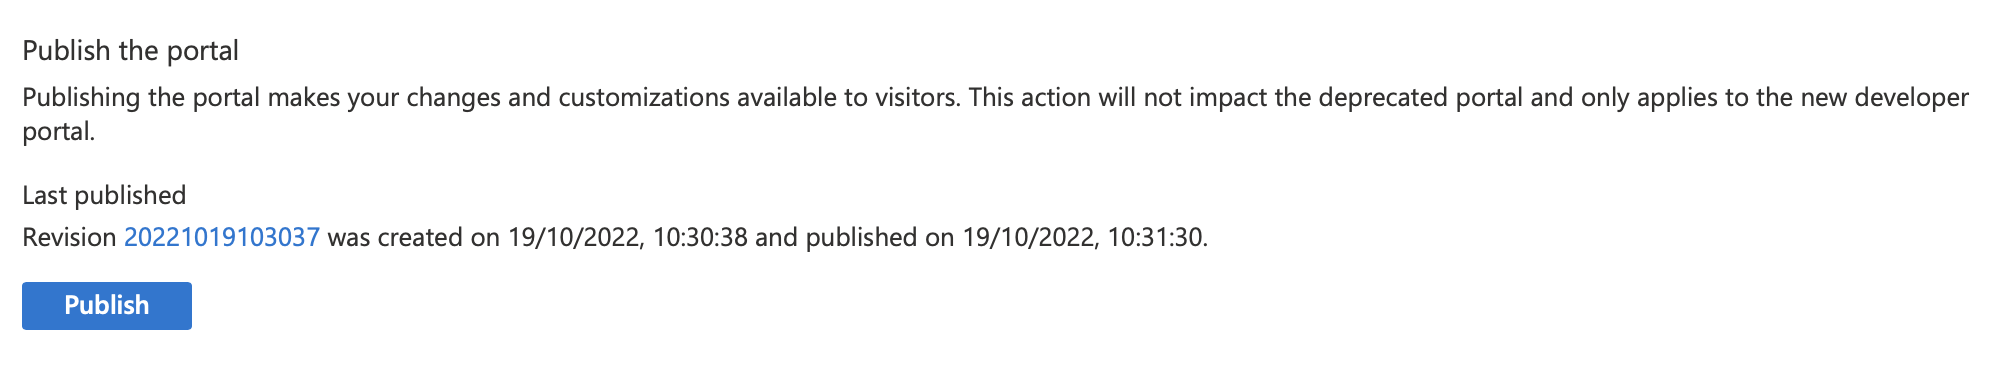 Publish the portal
Publishing the portal makes your changes and customizations available to visitors. This action will not impact the deprecated portal and only applies to the new developer
portal.
Last published
Revision 20221019103037 was created on 19/10/2022, 10:30:38 and published on 19/10/2022, 10:31:30.
Publish